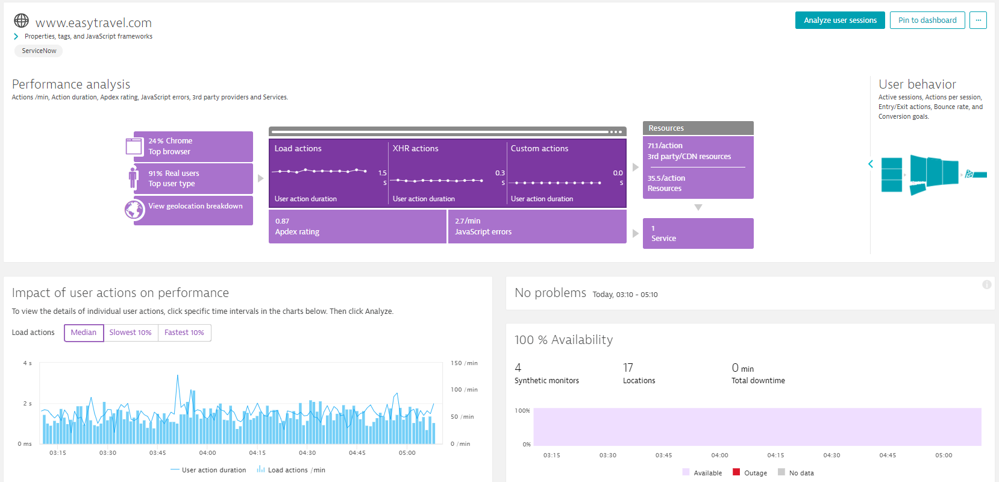 www.easytravel.com
Analyze user sessions
Pin to dashboard
...
Properties, tags, and JavaScript frameworks
ServiceNow
Performance analysis
Actions /min, Action duration, Apdex rating, JavaScript errors, 3rd party providers and Services.
24% Chrome
Top browser
91% Real users
Top user type
View geolocation breakdown
Load actions
1.5
s
User action duration
XHR actions
0.3
s
User action duration
Custom actions
0.0
s
User action duration
0.87
Apdex rating
2.7/min
JavaScript errors
Resources
71.1/action
3rd party/CDN resources
35.5/action
Resources
1
Service
User behavior
Active sessions, Actions per session,
Entry/Exit actions, Bounce rate, and
Conversion goals.
Impact of user actions on performance
To view the details of individual user actions, click specific time intervals in the charts below. Then click Analyze.
Load actions
Median
Slowest 10%
Fastest 10%
4 s
2 s
0 ms
150 /min
100 /min
50 /min
0 /min
03:15 03:30 03:45 04:00 04:15 04:30 04:45 05:00
User action duration Load actions /min
No problems Today, 03:10 - 05:10
i
100 % Availability
4
Synthetic monitors
17
Locations
0 min
Total downtime
100%
0%
03:15 03:30 03:45 04:00 04:15 04:30 04:45 05:00
Available Outage No data